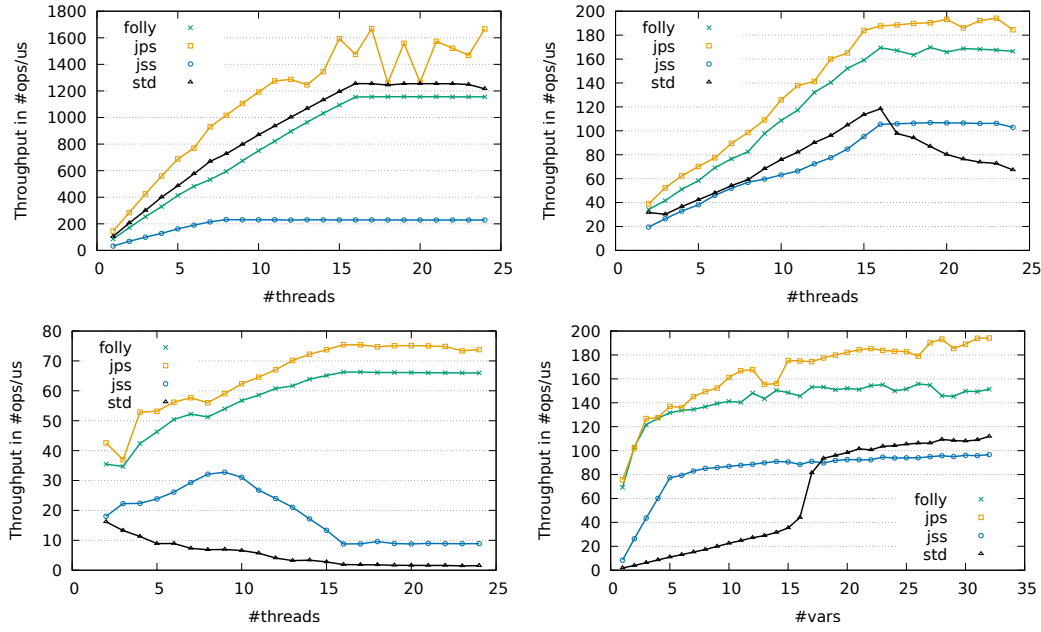 Throughput in #ops/us
1800
1600
1400
1200
1000
800
600
400
200
0
folly
jps
jss
std
0 5 10 15 20 25
#threads
Throughput in #ops/us
200
180
160
140
120
100
80
60
40
20
0
folly
jps
jss
std
0 5 10 15 20 25
#threads
Throughput in #ops/us
80
70
60
50
40
30
20
10
0
folly
jps
jss
std
0 5 10 15 20 25
#threads
Throughput in #ops/us
200
180
160
140
120
100
80
60
40
20
0
folly
jps
jss
std
0 5 10 15 20 25 30 35
#vars